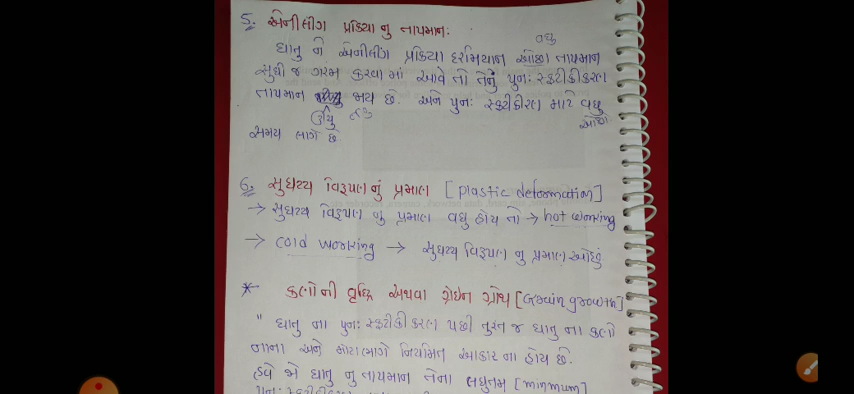 5. એનીલીંગ પ્રક્રિયા નુ તાપમાન:
વધુ
ધાતુ ને એનીલીંગ પ્રક્રિયા દરમિયાન ઓછા તાપમાન
સુધી જ ગરમ કરવા માં આવે તો તેનું પુન: સ્ફટીકીકરણ
તાપમાન જાય છે. અને પુન: સ્ફટીકીકરણ માટે વધુ
ઊંચુ નીચુ ઓછો
સમય લાગે છે
6. સુઘટ્ય વિરૂપણ નું પ્રમાણ [plastic deformation]
→ સુઘટ્ય વિરૂપણ નુ પ્રમાણ વધુ હોય તો → hot working
→ cold working → સુઘટ્ય વિરૂપણ નુ પ્રમાણ ઓછું
* કણો ની વૃધ્ધિ અથવા ગ્રેઇન ગ્રોથ [Grain growth]
" ધાતુ ના પુન: સ્ફટીકીકરણ પછી તુરત જ ધાતુ ના કણો
નાના અને મોટાભાગે નિયમિત આકાર ના હોય છે.
હવે જો ધાતુ નુ તાપમાન તેના લઘુતમ [minimum]